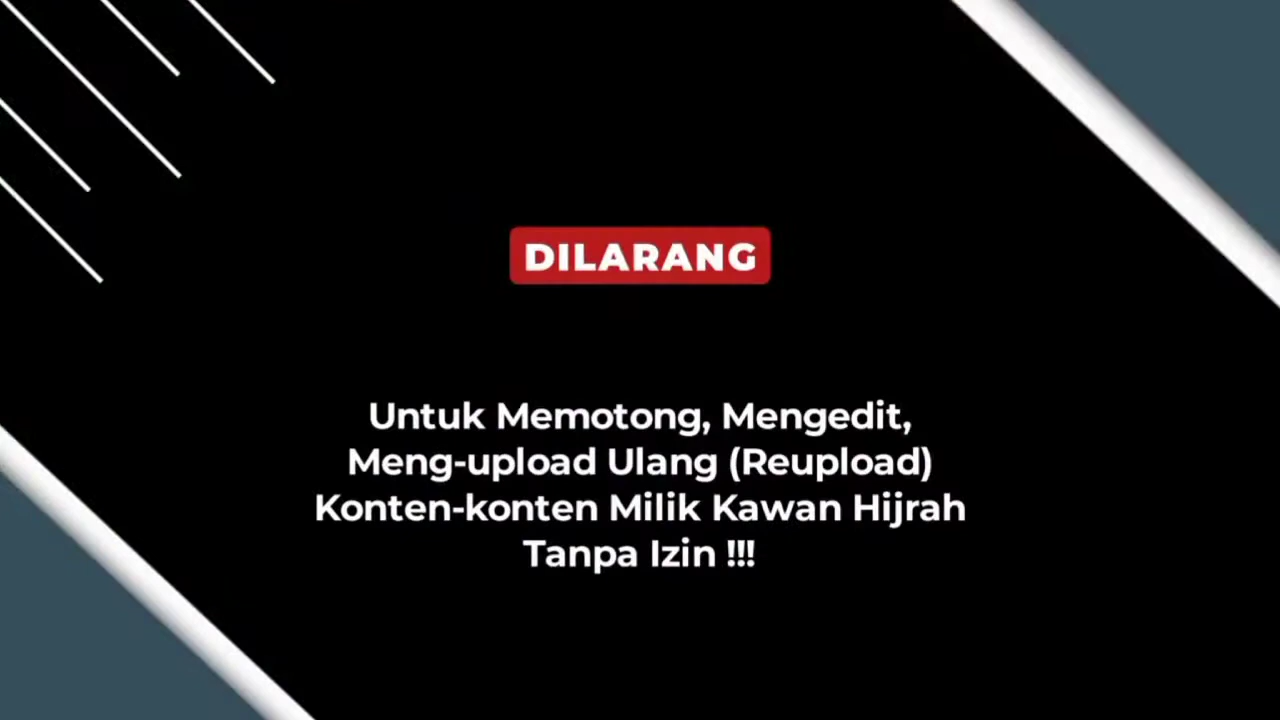 DILARANG
Untuk Memotong, Mengedit,
Meng-upload Ulang (Reupload)
Konten-konten Milik Kawan Hijrah
Tanpa Izin !!!